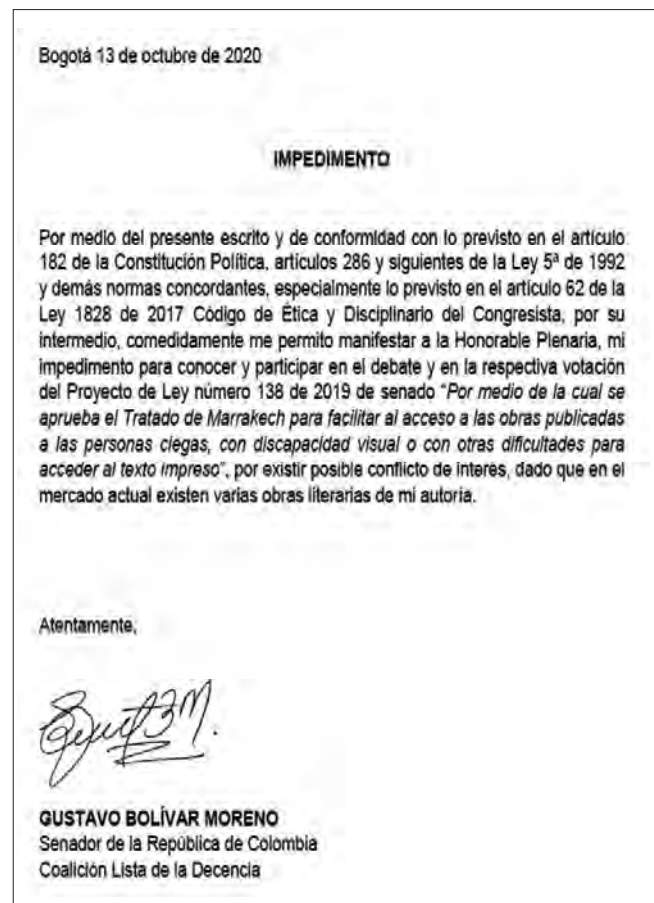 Bogotá 13 de octubre de 2020
IMPEDIMENTO
Por medio del presente escrito y de conformidad con lo previsto en el artículo
182 de la Constitución Política, artículos 286 y siguientes de la Ley 5ª de 1992
y demás normas concordantes, especialmente lo previsto en el artículo 62 de la
Ley 1828 de 2017 Código de Ética y Disciplinario del Congresista, por su
intermedio, comedidamente me permito manifestar a la Honorable Plenaria, mi
impedimento para conocer y participar en el debate y en la respectiva votación
del Proyecto de Ley número 138 de 2019 de senado "Por medio de la cual se
aprueba el Tratado de Marrakech para facilitar al acceso a las obras publicadas
a las personas ciegas, con discapacidad visual o con otras dificultades para
acceder al texto impreso", por existir posible conflicto de interés, dado que en el
mercado actual existen varias obras literarias de mi autoría.
Atentamente,
GUSTAVO BOLÍVAR MORENO
Senador de la República de Colombia
Coalición Lista de la Decencia